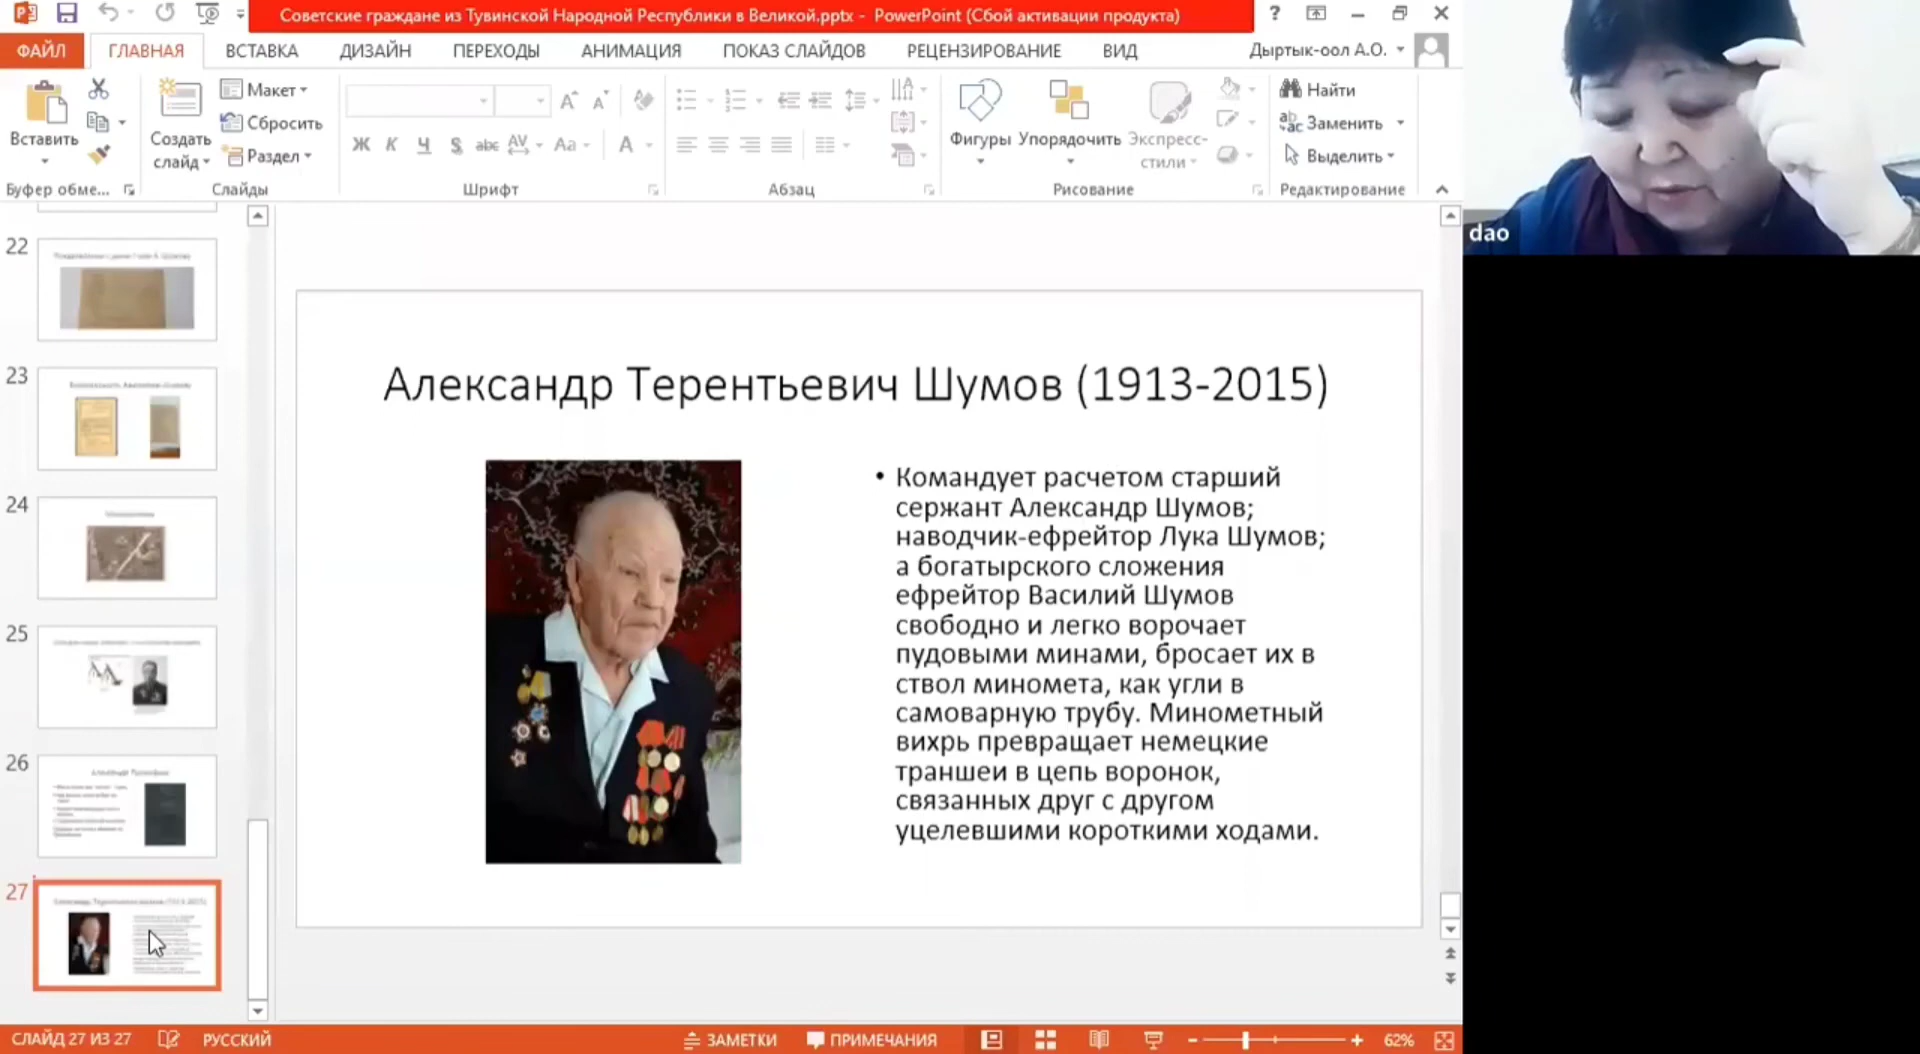 Советские граждане из Тувинской Народной Республики в Великой.pptx - PowerPoint (Сбой активации продукта)
ФАЙЛ ГЛАВНАЯ ВСТАВКА ДИЗАЙН ПЕРЕХОДЫ АНИМАЦИЯ ПОКАЗ СЛАЙДОВ РЕЦЕНЗИРОВАНИЕ ВИД Дыртык-оол А.О.
Вставить
Создать слайд
Макет
Сбросить
Раздел
Ж К Ч S abc AV Aa А
Фигуры Упорядочить Экспресс-стили
Найти
Заменить
Выделить
Буфер обме... Слайды Шрифт Абзац Рисование Редактирование
dao
22
23
24
25
26
27
Александр Терентьевич Шумов (1913-2015)
• Командует расчетом старший
сержант Александр Шумов;
наводчик-ефрейтор Лука Шумов;
а богатырского сложения
ефрейтор Василий Шумов
свободно и легко ворочает
пудовыми минами, бросает их в
ствол миномета, как угли в
самоварную трубу. Минометный
вихрь превращает немецкие
траншеи в цепь воронок,
связанных друг с другом
уцелевшими короткими ходами.
СЛАЙД 27 ИЗ 27 РУССКИЙ ЗАМЕТКИ ПРИМЕЧАНИЯ 62%